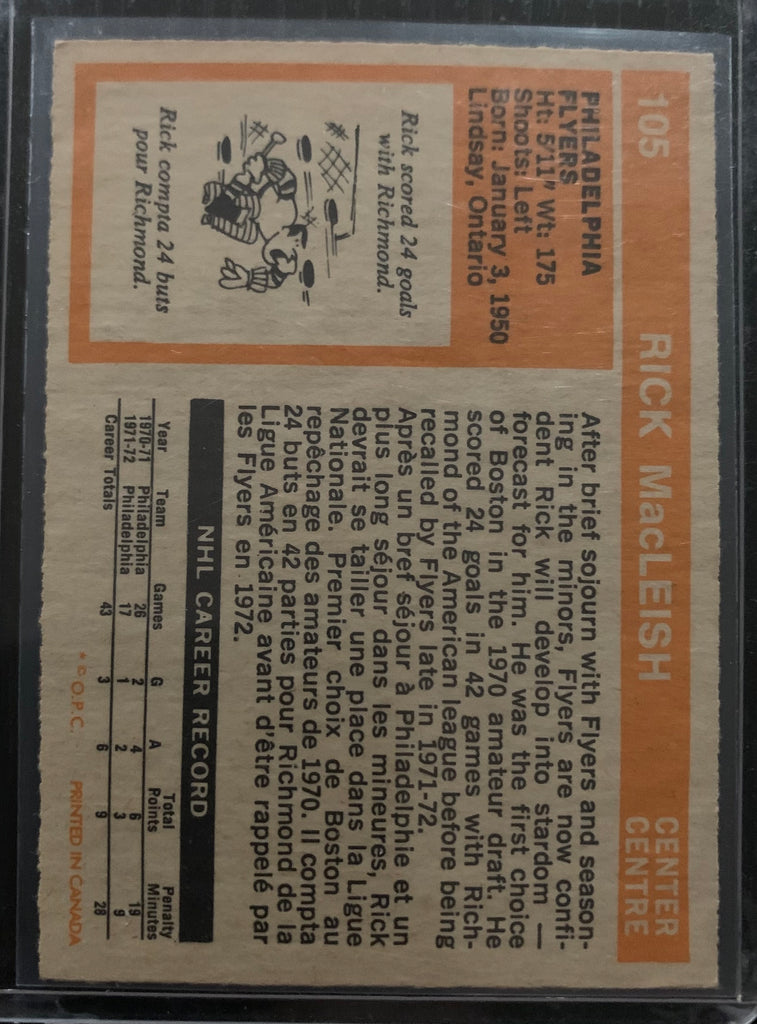 105 RICK MacLEISH CENTER
CENTRE
PHILADELPHIA
FLYERS
Ht: 5'11" Wt: 175
Shoots: Left
Born: January 3, 1950
Lindsay, Ontario
Rick scored 24 goals
with Richmond.
Rick compta 24 buts
pour Richmond.
After brief sojourn with Flyers and season-
ing in the minors, Flyers are now confi-
dent Rick will develop into stardom —
forecast for him. He was the first choice
of Boston in the 1970 amateur draft. He
scored 24 goals in 42 games with Rich-
mond of the American league before being
recalled by Flyers late in 1971-72.
Après un bref séjour à Philadelphie et un
plus long séjour dans les mineures, Rick
devrait se tailler une place dans la Ligue
Nationale. Premier choix de Boston au
repêchage des amateurs de 1970. Il compta
24 buts en 42 parties pour Richmond de la
Ligue Américaine avant d'être rappelé par
les Flyers en 1972.
NHL CAREER RECORD
Year Team Games G A Total Points Penalty Minutes
1970-71 Philadelphia 26 2 4 6 19
1971-72 Philadelphia 17 1 2 3 9
Career Totals 43 3 6 9 28
* © O.P.C. PRINTED IN CANADA